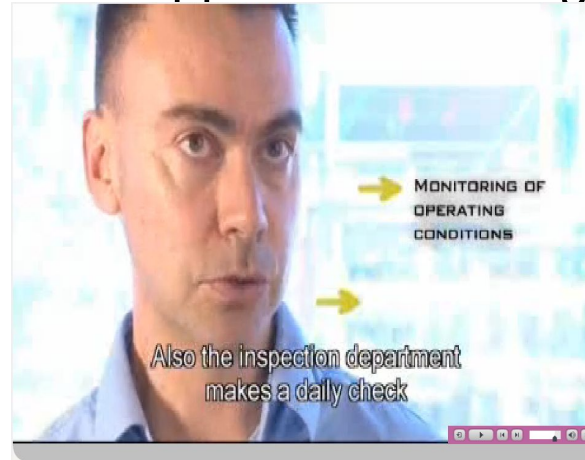 MONITORING OF
OPERATING
CONDITIONS
Also the inspection department
makes a daily check